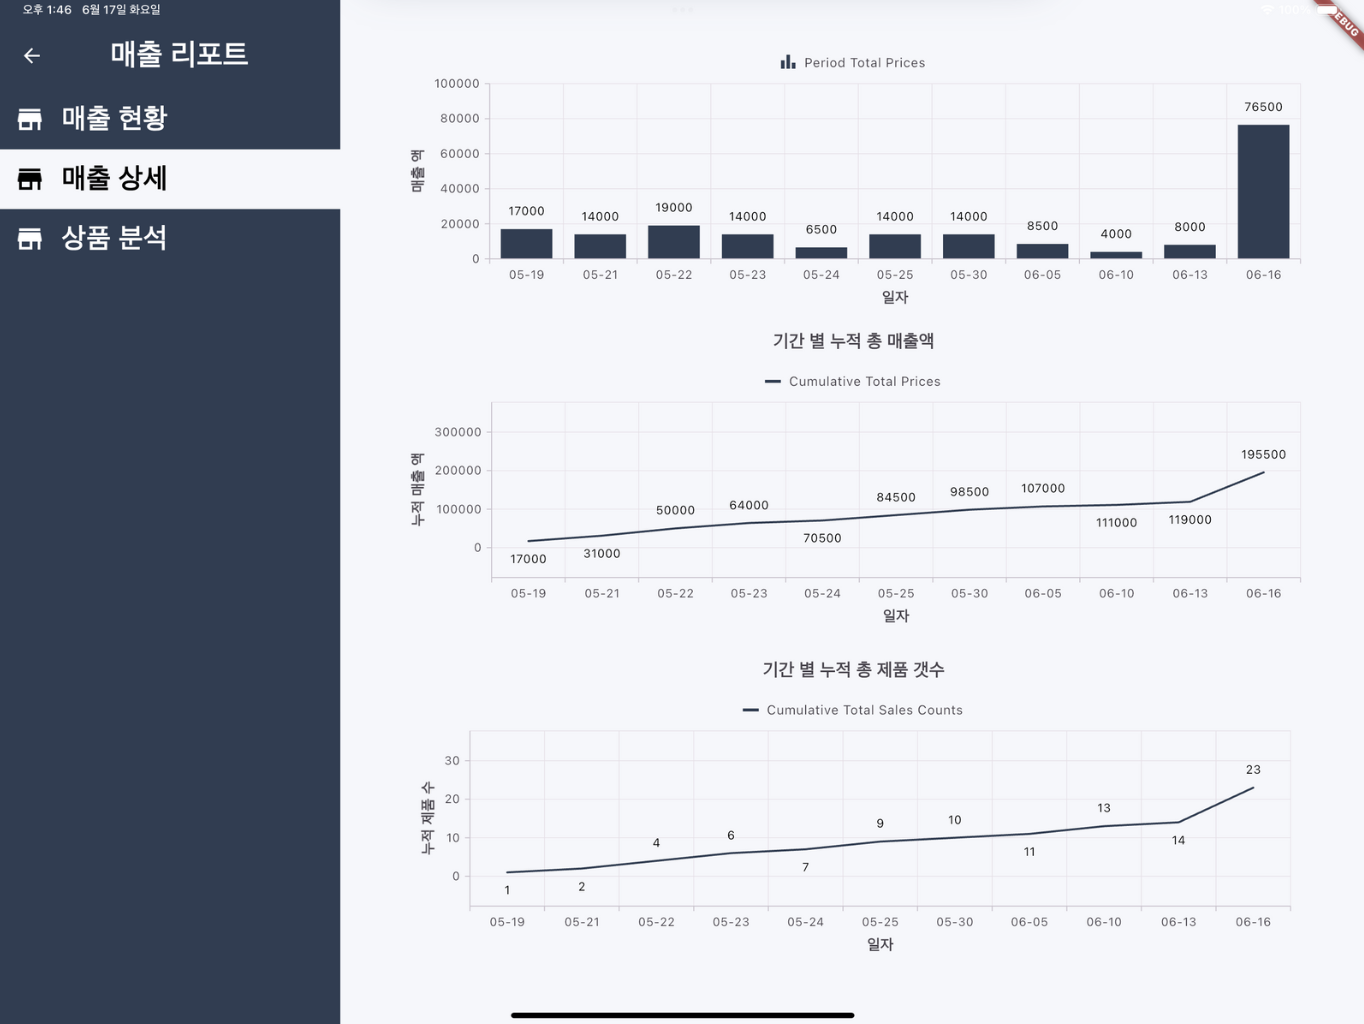 오후 1:46 6월 17일 화요일
100%
DEBUG
매출 리포트
매출 현황
매출 상세
상품 분석
Period Total Prices
매출 액
100000
80000
60000
40000
20000
0
17000 14000 19000 14000 6500 14000 14000 8500 4000 8000 76500
05-19 05-21 05-22 05-23 05-24 05-25 05-30 06-05 06-10 06-13 06-16
일자
기간 별 누적 총 매출액
Cumulative Total Prices
누적 매출 액
300000
200000
100000
0
17000 31000 50000 64000 70500 84500 98500 107000 111000 119000 195500
05-19 05-21 05-22 05-23 05-24 05-25 05-30 06-05 06-10 06-13 06-16
일자
기간 별 누적 총 제품 갯수
Cumulative Total Sales Counts
누적 제품 수
30
20
10
0
1 2 4 6 7 9 10 11 13 14 23
05-19 05-21 05-22 05-23 05-24 05-25 05-30 06-05 06-10 06-13 06-16
일자